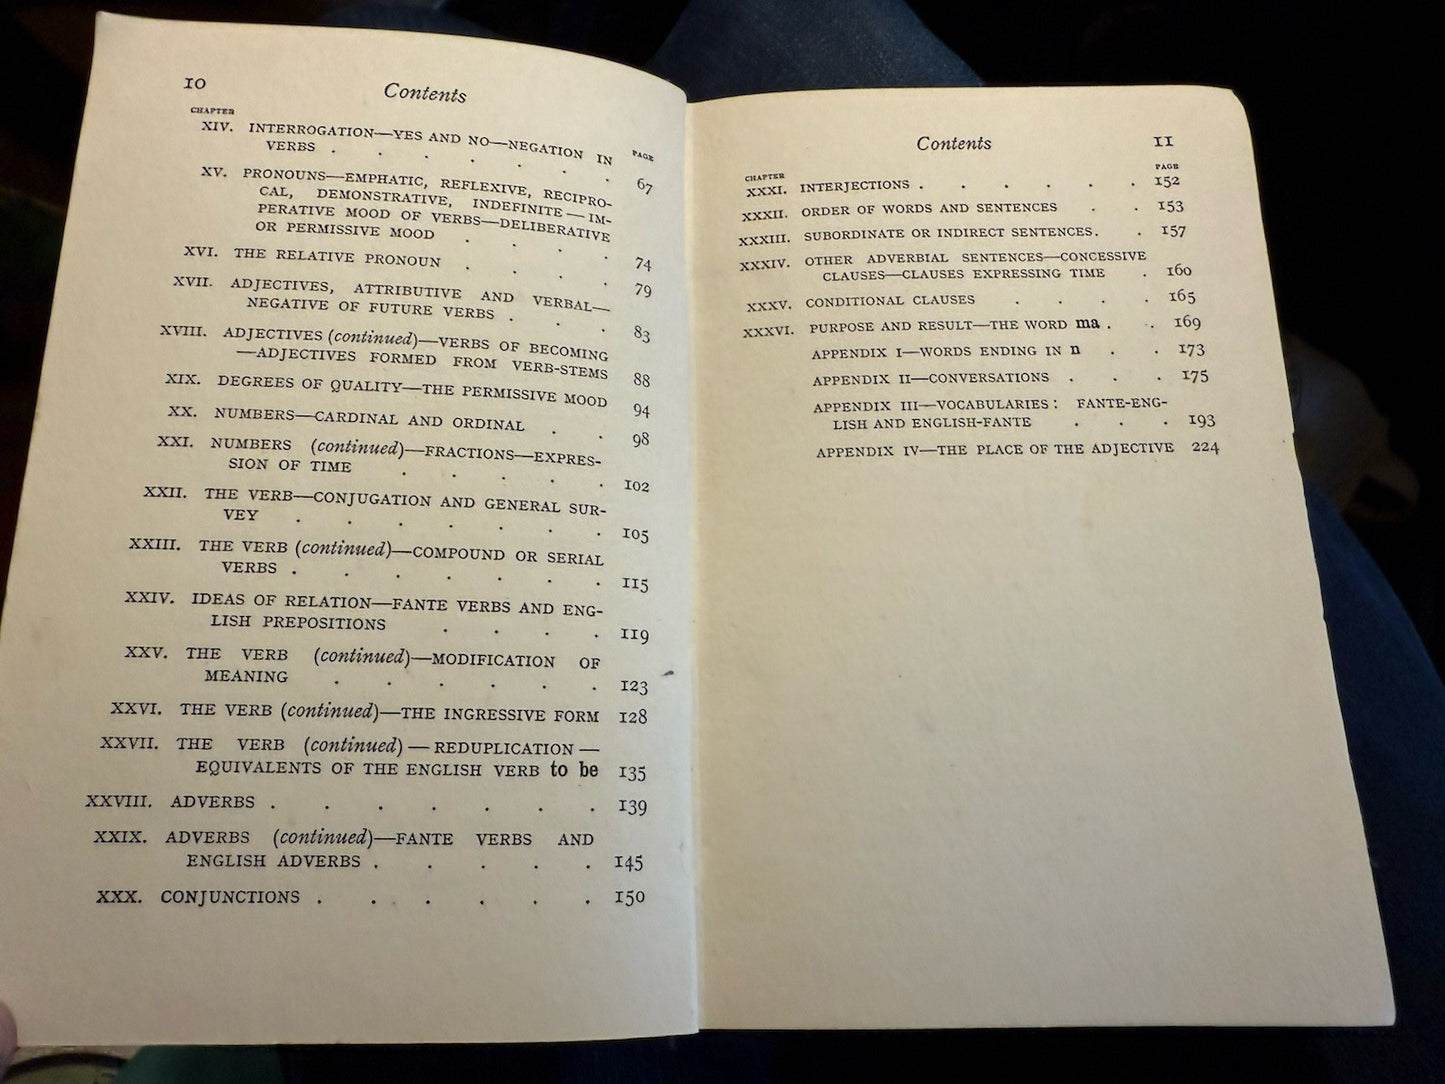 10
Contents
CHAPTER
PAGE
XIV. INTERROGATION—YES AND NO—NEGATION IN
VERBS . . . . . . . 67
XV. PRONOUNS—EMPHATIC, REFLEXIVE, RECIPRO-
CAL, DEMONSTRATIVE, INDEFINITE — IM-
PERATIVE MOOD OF VERBS—DELIBERATIVE
OR PERMISSIVE MOOD . . . . 74
XVI. THE RELATIVE PRONOUN . . . . 79
XVII. ADJECTIVES, ATTRIBUTIVE AND VERBAL—
NEGATIVE OF FUTURE VERBS . . . 83
XVIII. ADJECTIVES (continued)—VERBS OF BECOMING
—ADJECTIVES FORMED FROM VERB-STEMS 88
XIX. DEGREES OF QUALITY—THE PERMISSIVE MOOD 94
XX. NUMBERS—CARDINAL AND ORDINAL . . 98
XXI. NUMBERS (continued)—FRACTIONS—EXPRES-
SION OF TIME . . . . . 102
XXII. THE VERB—CONJUGATION AND GENERAL SUR-
VEY . . . . . . . 105
XXIII. THE VERB (continued)—COMPOUND OR SERIAL
VERBS . . . . . . . 115
XXIV. IDEAS OF RELATION—FANTE VERBS AND ENG-
LISH PREPOSITIONS . . . . 119
XXV. THE VERB (continued)—MODIFICATION OF
MEANING . . . . . . 123
XXVI. THE VERB (continued)—THE INGRESSIVE FORM 128
XXVII. THE VERB (continued) — REDUPLICATION —
EQUIVALENTS OF THE ENGLISH VERB to be 135
XXVIII. ADVERBS . . . . . . . 139
XXIX. ADVERBS (continued)—FANTE VERBS AND
ENGLISH ADVERBS . . . . . 145
XXX. CONJUNCTIONS . . . . . . 150
Contents
11
CHAPTER
PAGE
XXXI. INTERJECTIONS . . . . . . 152
XXXII. ORDER OF WORDS AND SENTENCES . . 153
XXXIII. SUBORDINATE OR INDIRECT SENTENCES. . 157
XXXIV. OTHER ADVERBIAL SENTENCES—CONCESSIVE
CLAUSES—CLAUSES EXPRESSING TIME . 160
XXXV. CONDITIONAL CLAUSES . . . . 165
XXXVI. PURPOSE AND RESULT—THE WORD ma . . 169
APPENDIX I—WORDS ENDING IN n . . 173
APPENDIX II—CONVERSATIONS . . . 175
APPENDIX III—VOCABULARIES: FANTE-ENG-
LISH AND ENGLISH-FANTE . . . 193
APPENDIX IV—THE PLACE OF THE ADJECTIVE 224